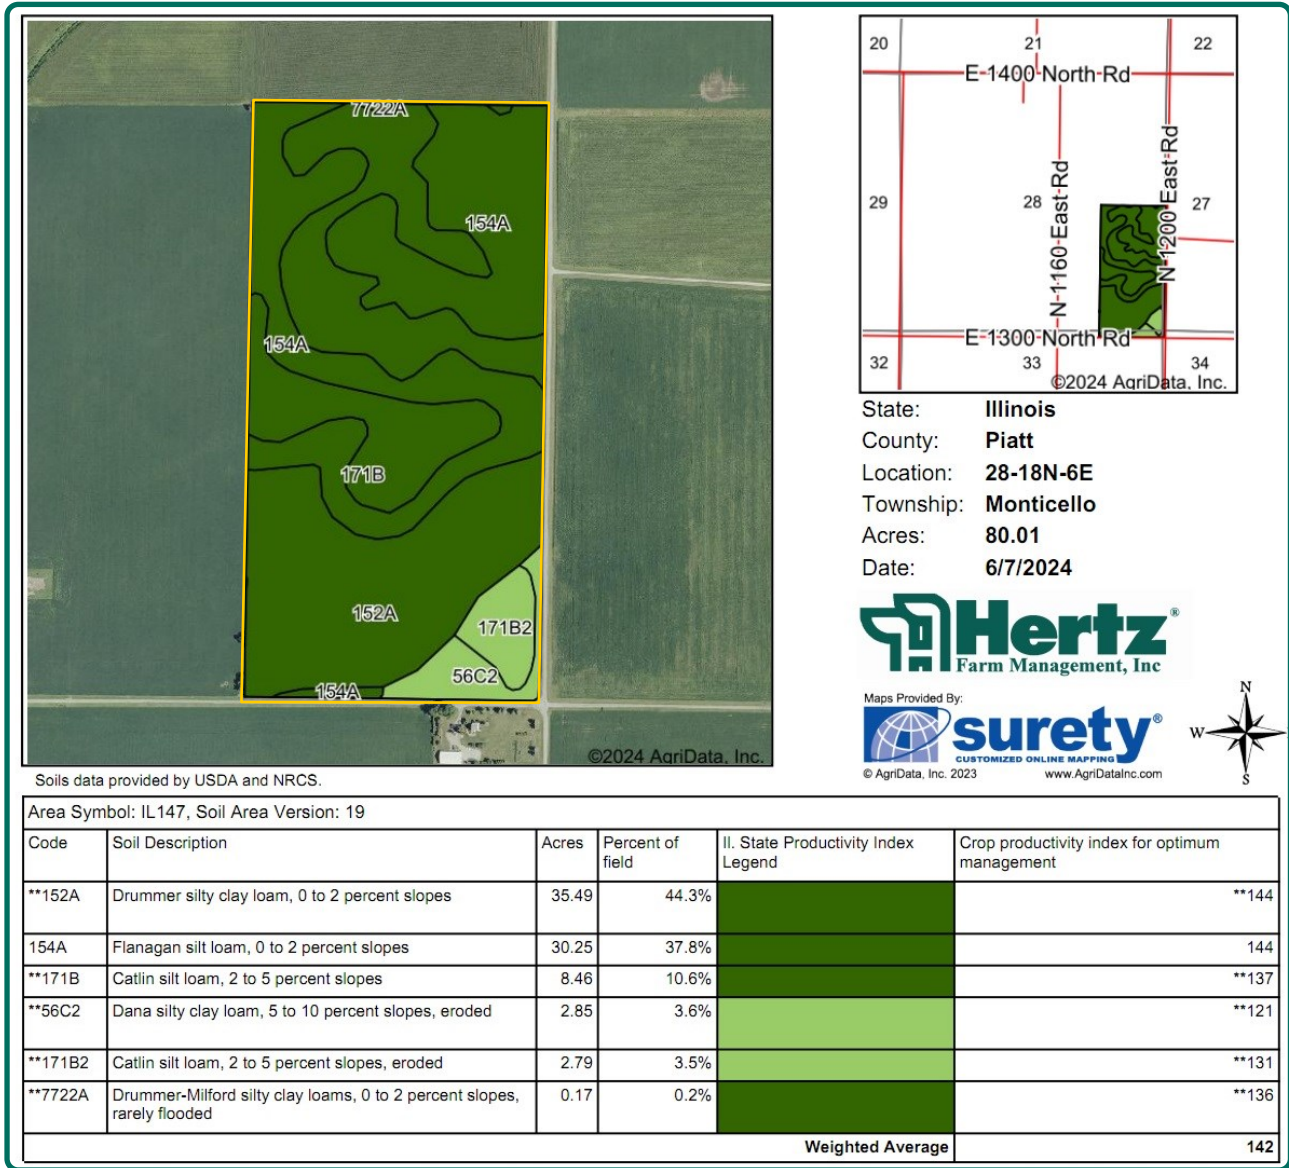 7722A
154A
154A
171B
152A
171B2
56C2
154A
©2024 AgriData, Inc.
Soils data provided by USDA and NRCS.
20 21 22
E 1400 North Rd
29 28 27
N 1160 East Rd
N 1200 East Rd
E 1300 North Rd
32 33 34
©2024 AgriData, Inc.
State: Illinois
County: Piatt
Location: 28-18N-6E
Township: Monticello
Acres: 80.01
Date: 6/7/2024
Hertz®
Farm Management, Inc
Maps Provided By:
surety®
CUSTOMIZED ONLINE MAPPING
© AgriData, Inc. 2023 www.AgriDataInc.com
N
W
S
Area Symbol: IL147, Soil Area Version: 19
Code Soil Description Acres Percent of field II. State Productivity Index Legend Crop productivity index for optimum management
**152A Drummer silty clay loam, 0 to 2 percent slopes 35.49 44.3% **144
154A Flanagan silt loam, 0 to 2 percent slopes 30.25 37.8% 144
**171B Catlin silt loam, 2 to 5 percent slopes 8.46 10.6% **137
**56C2 Dana silty clay loam, 5 to 10 percent slopes, eroded 2.85 3.6% **121
**171B2 Catlin silt loam, 2 to 5 percent slopes, eroded 2.79 3.5% **131
**7722A Drummer-Milford silty clay loams, 0 to 2 percent slopes, rarely flooded 0.17 0.2% **136
Weighted Average 142